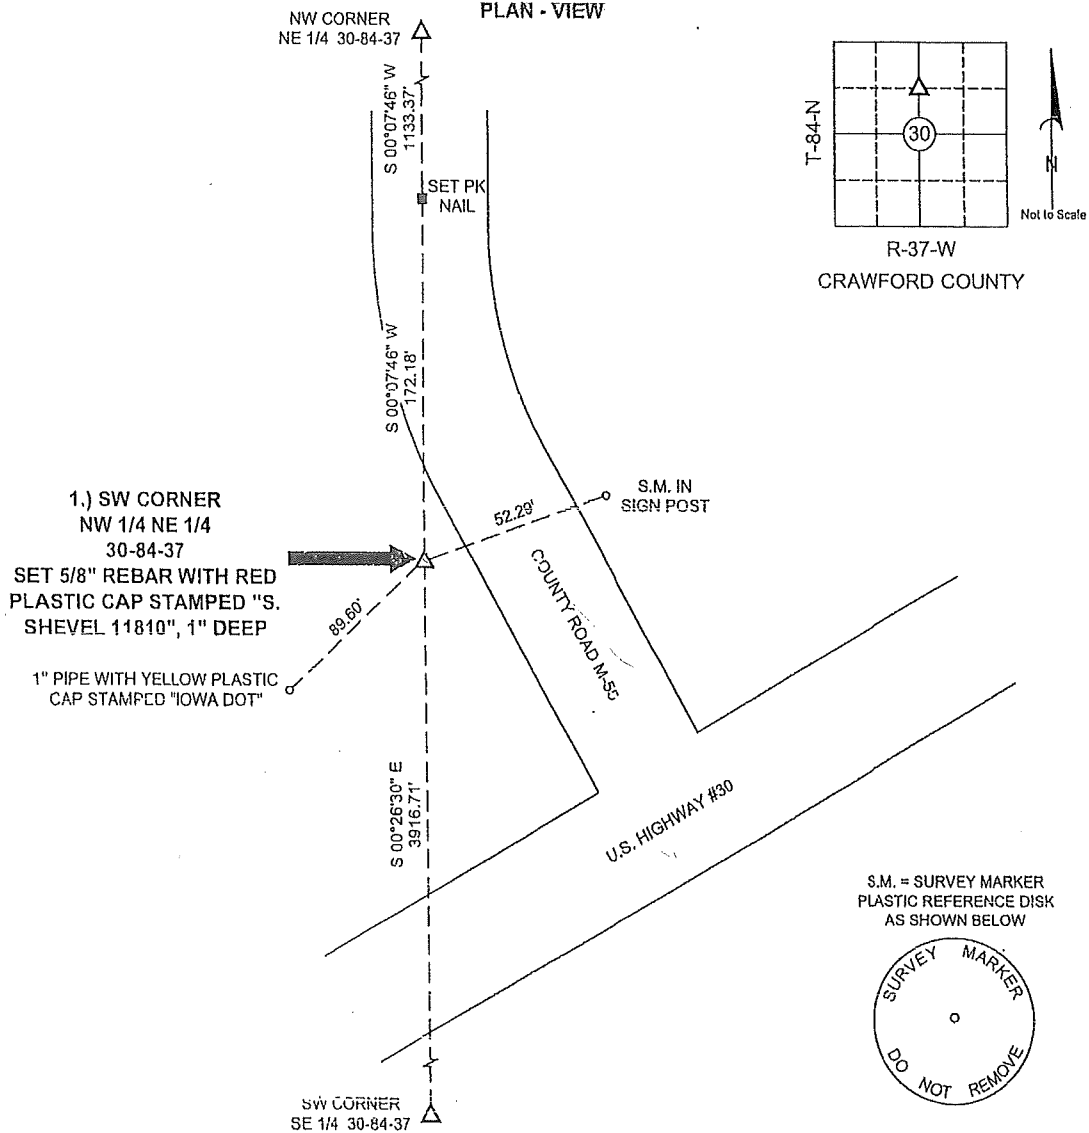 PLAN - VIEW
NW CORNER
NE 1/4 30-84-37
S 00°07'46" W
1133.37'
SET PK
NAIL
T-84-N
30
N
Not to Scale
R-37-W
CRAWFORD COUNTY
S 00°07'46" W
172.18'
1.) SW CORNER
NW 1/4 NE 1/4
30-84-37
SET 5/8" REBAR WITH RED
PLASTIC CAP STAMPED "S.
SHEVEL 11810", 1" DEEP
52.29'
S.M. IN
SIGN POST
89.60'
1" PIPE WITH YELLOW PLASTIC
CAP STAMPED "IOWA DOT"
COUNTY ROAD M-55
S 00°26'30" E
3916.71'
U.S. HIGHWAY #30
S.M. = SURVEY MARKER
PLASTIC REFERENCE DISK
AS SHOWN BELOW
SURVEY MARKER
DO NOT REMOVE
SW CORNER
SE 1/4 30-84-37